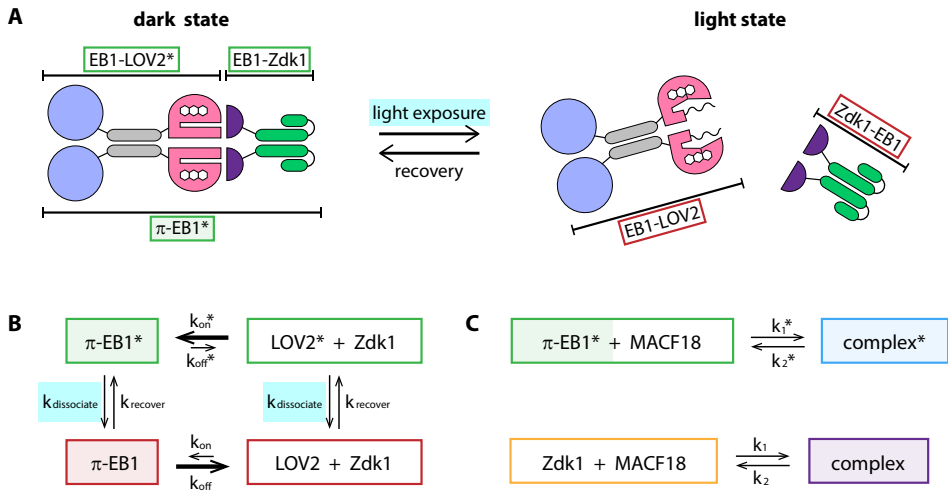 A
dark state
light state
EB1-LOV2*
EB1-Zdk1
light exposure
recovery
π-EB1*
EB1-LOV2
Zdk1-EB1
B
π-EB1*
kon*
koff*
LOV2* + Zdk1
kdissociate
krecover
kdissociate
krecover
π-EB1
kon
koff
LOV2 + Zdk1
C
π-EB1* + MACF18
k1*
k2*
complex*
Zdk1 + MACF18
k1
k2
complex